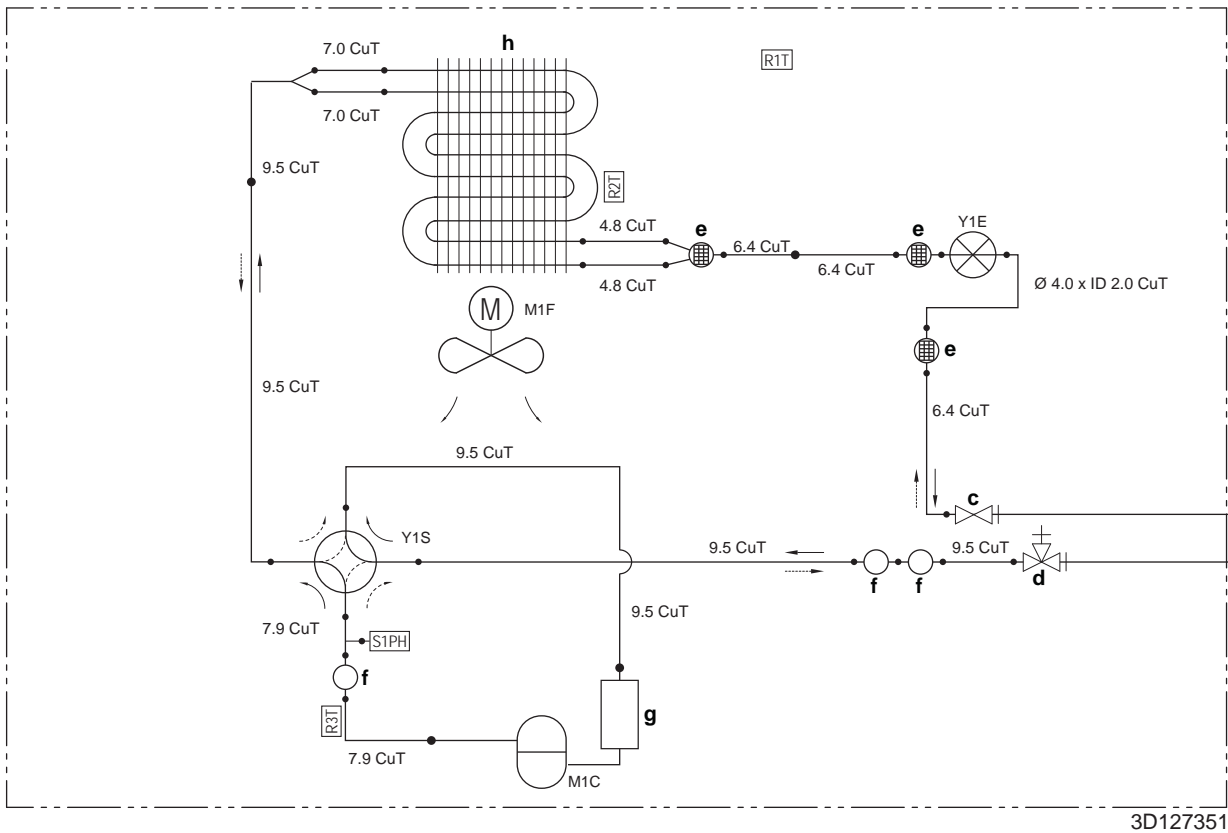 7.0 CuT
h
R1T
7.0 CuT
9.5 CuT
R2T
4.8 CuT
e
6.4 CuT
e
Y1E
6.4 CuT
4.8 CuT
Ø 4.0 x ID 2.0 CuT
M
M1F
e
9.5 CuT
6.4 CuT
9.5 CuT
c
Y1S
9.5 CuT
9.5 CuT
f
f
d
9.5 CuT
7.9 CuT
S1PH
f
R3T
g
7.9 CuT
M1C
3D127351